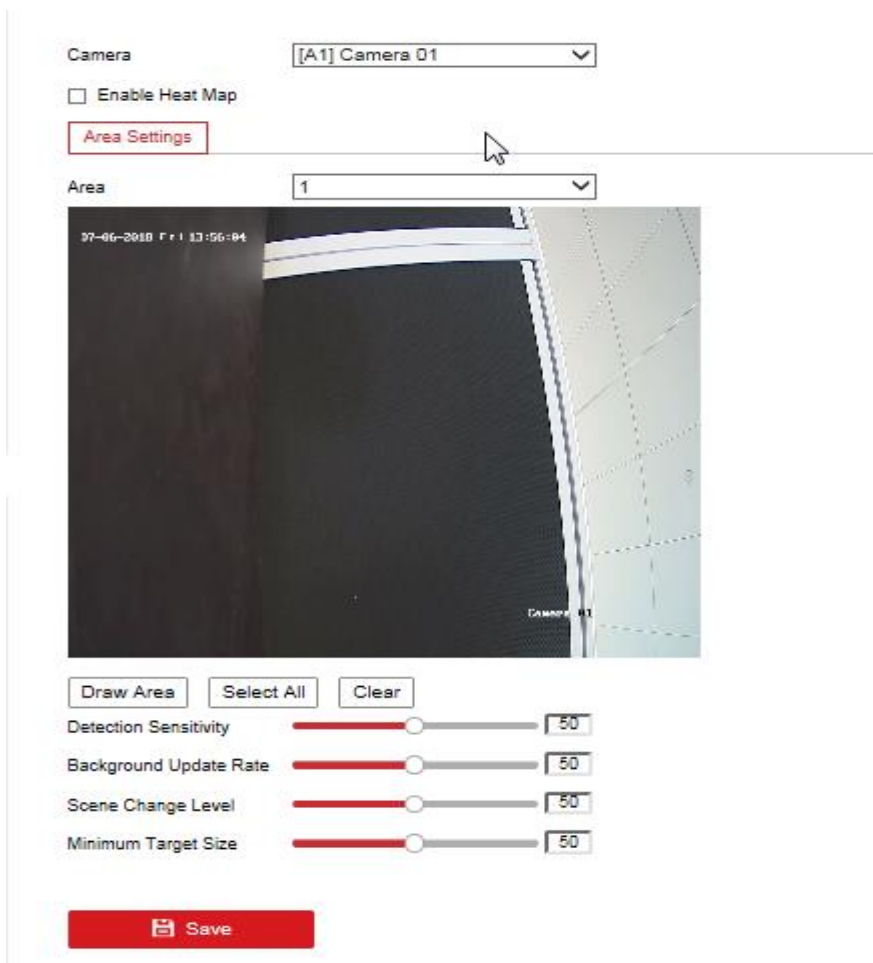 Camera [A1] Camera 01
Enable Heat Map
Area Settings
Area 1
07-06-2018 Fri 13:56:04
Camera 01
Draw Area Select All Clear
Detection Sensitivity 50
Background Update Rate 50
Scene Change Level 50
Minimum Target Size 50
Save